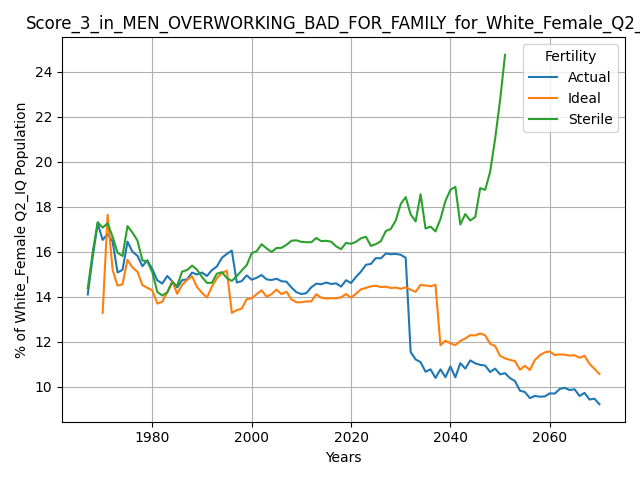 Score_3_in_MEN_OVERWORKING_BAD_FOR_FAMILY_for_White_Female_Q2_
Fertility
Actual
Ideal
Sterile
% of White_Female Q2_IQ Population
24
22
20
18
16
14
12
10
1980 2000 2020 2040 2060
Years